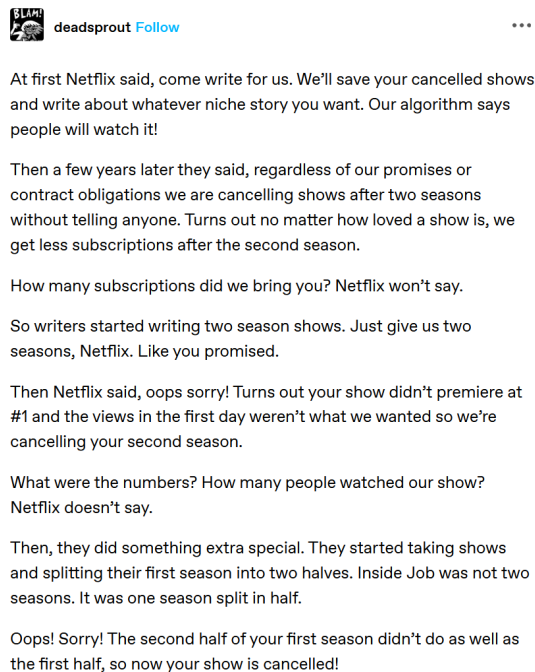 BLAM!
deadsprout Follow
At first Netflix said, come write for us. We’ll save your cancelled shows
and write about whatever niche story you want. Our algorithm says
people will watch it!
Then a few years later they said, regardless of our promises or
contract obligations we are cancelling shows after two seasons
without telling anyone. Turns out no matter how loved a show is, we
get less subscriptions after the second season.
How many subscriptions did we bring you? Netflix won’t say.
So writers started writing two season shows. Just give us two
seasons, Netflix. Like you promised.
Then Netflix said, oops sorry! Turns out your show didn’t premiere at
#1 and the views in the first day weren’t what we wanted so we’re
cancelling your second season.
What were the numbers? How many people watched our show?
Netflix doesn’t say.
Then, they did something extra special. They started taking shows
and splitting their first season into two halves. Inside Job was not two
seasons. It was one season split in half.
Oops! Sorry! The second half of your first season didn’t do as well as
the first half, so now your show is cancelled!